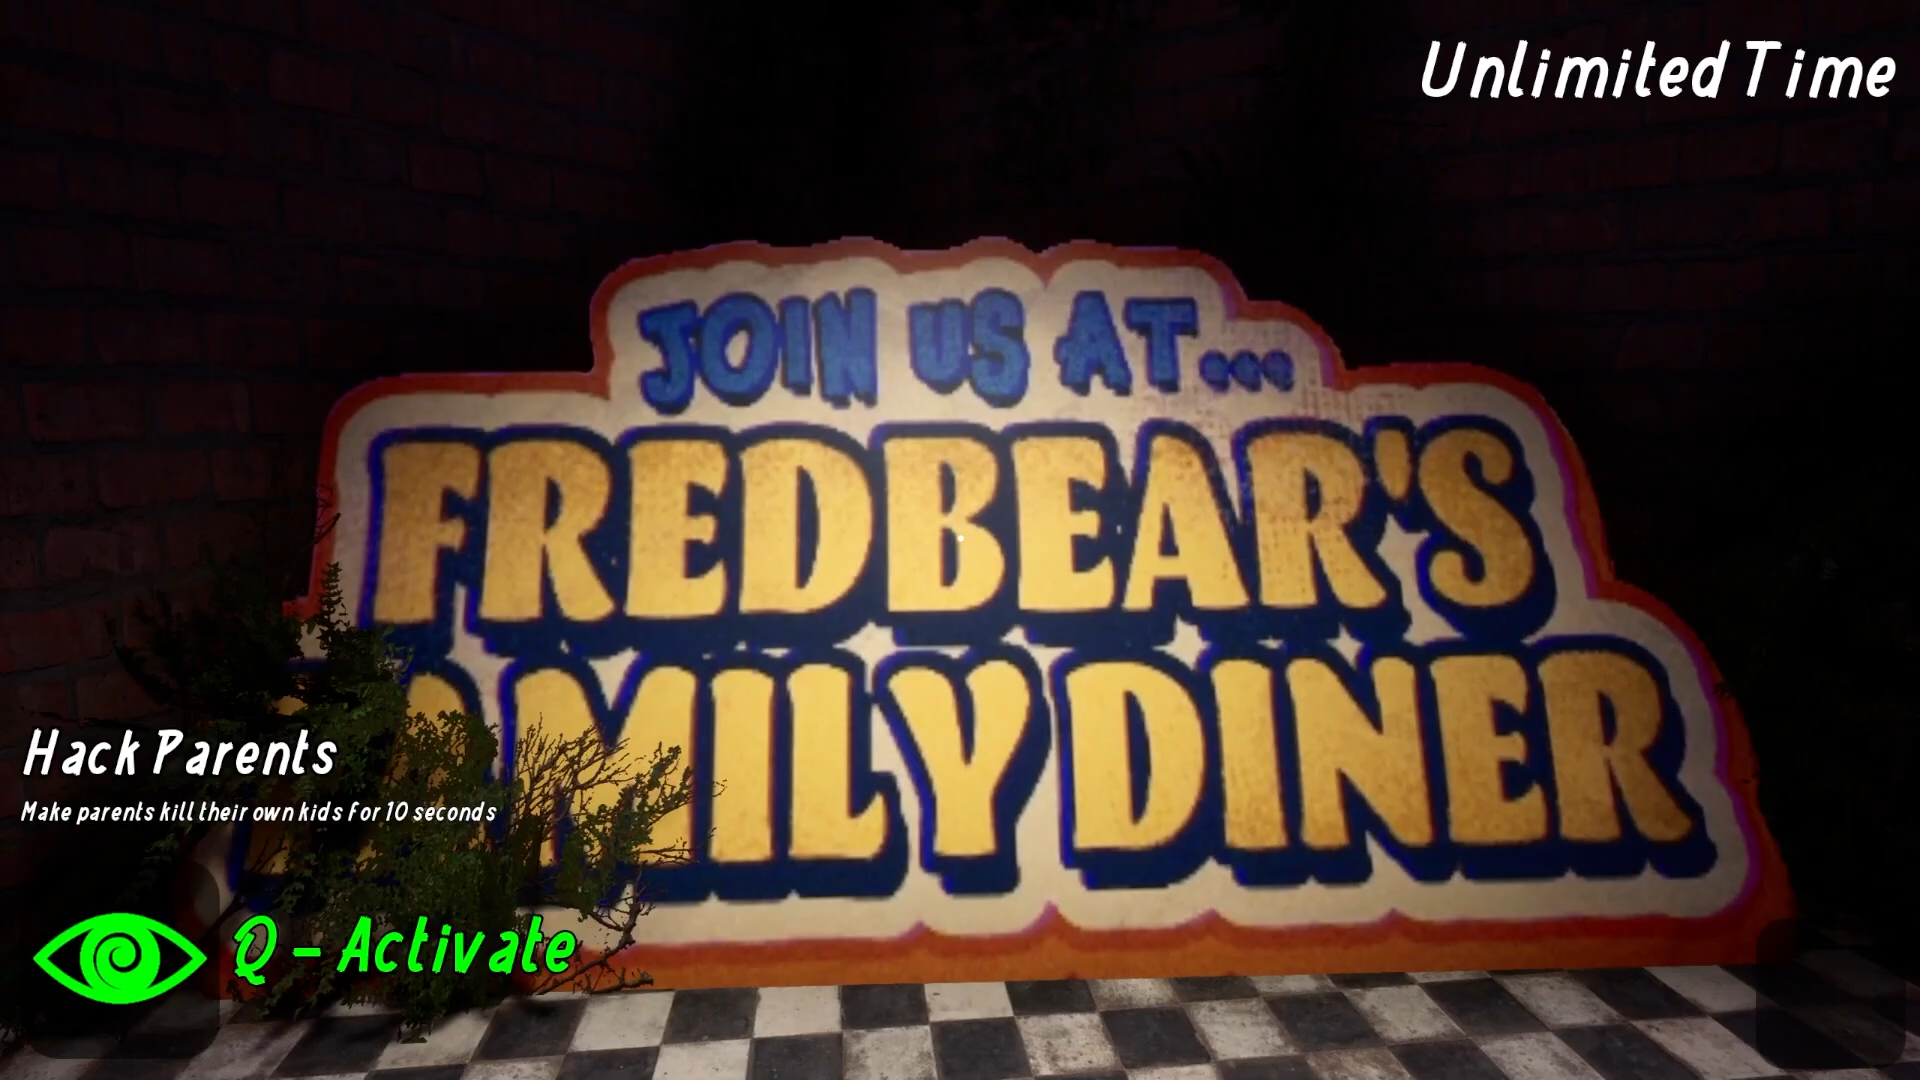 Unlimited Time
JOIN US AT...
FREDBEAR'S
FAMILY DINER
Hack Parents
Make parents kill their own kids for 10 seconds
Q - Activate